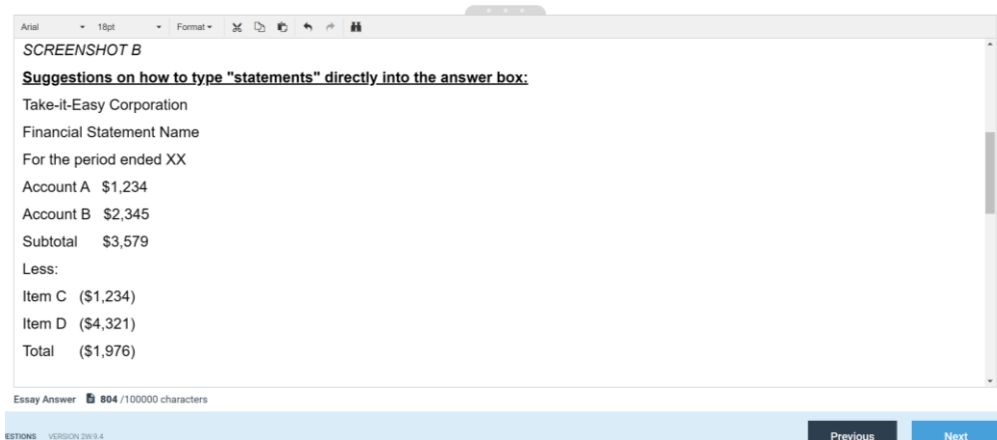 Arial 18pt Format
SCREENSHOT B
Suggestions on how to type "statements" directly into the answer box:
Take-it-Easy Corporation
Financial Statement Name
For the period ended XX
Account A $1,234
Account B $2,345
Subtotal $3,579
Less:
Item C ($1,234)
Item D ($4,321)
Total ($1,976)
Essay Answer 804 /100000 characters
ESTIONS VERSION 2W.9.4
Previous Next